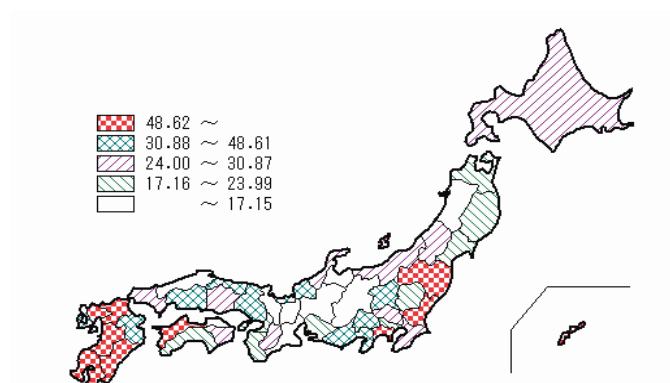 48.62 ～
30.88 ～ 48.61
24.00 ～ 30.87
17.16 ～ 23.99
～ 17.15